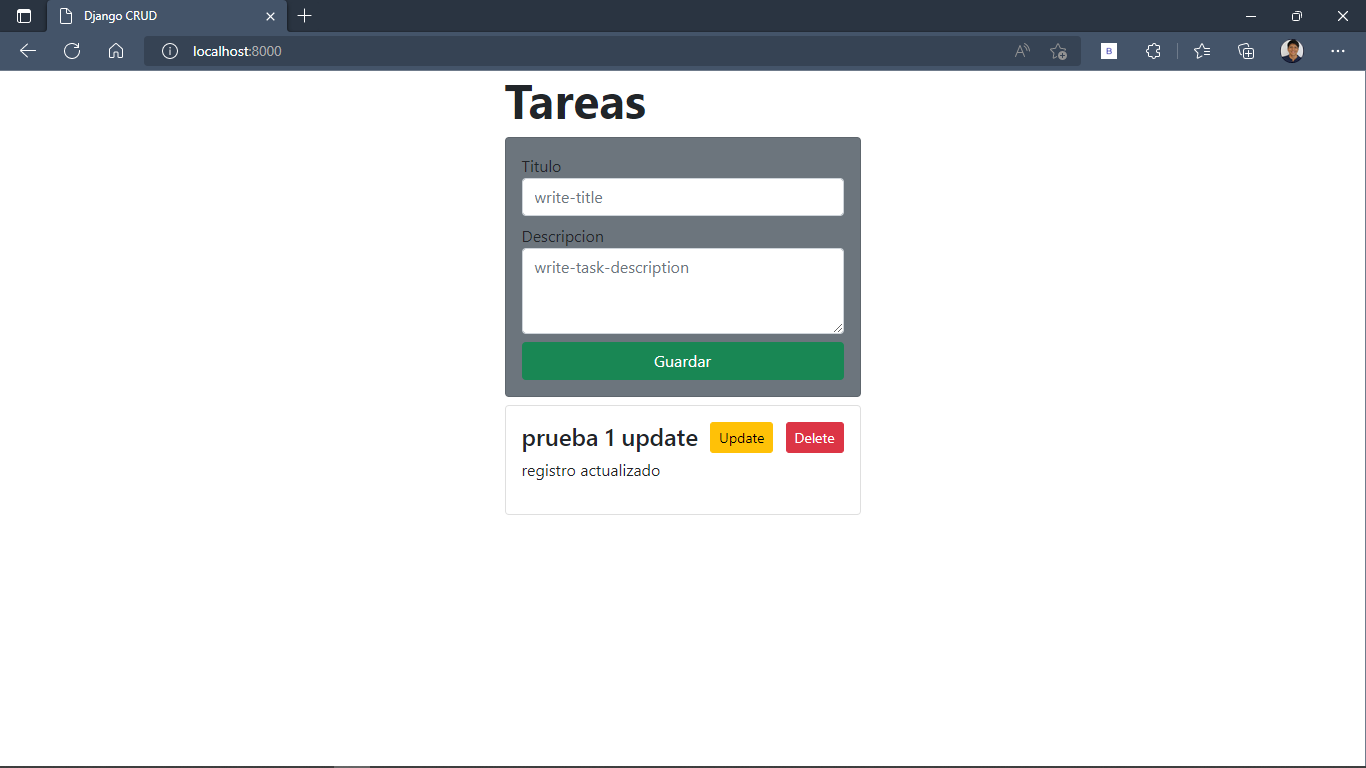 Django CRUD
localhost:8000
Tareas
Titulo
write-title
Descripcion
write-task-description
Guardar
prueba 1 update Update Delete
registro actualizado